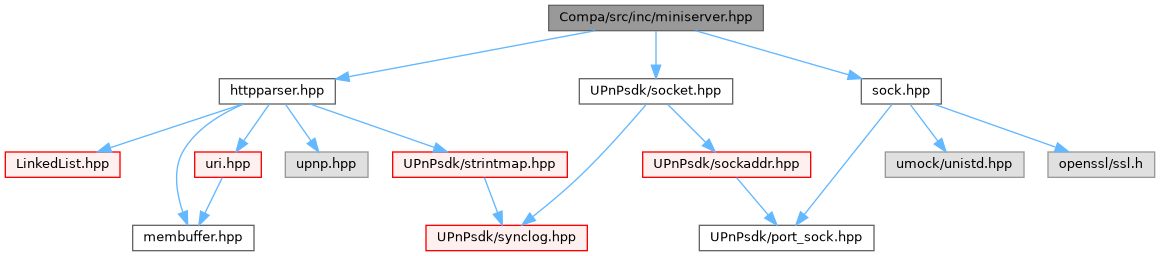 Compa/src/inc/miniserver.hpp
httpparser.hpp
UPnPsdk/socket.hpp
sock.hpp
LinkedList.hpp
uri.hpp
upnp.hpp
UPnPsdk/strintmap.hpp
UPnPsdk/sockaddr.hpp
umock/unistd.hpp
openssl/ssl.h
membuffer.hpp
UPnPsdk/synclog.hpp
UPnPsdk/port_sock.hpp